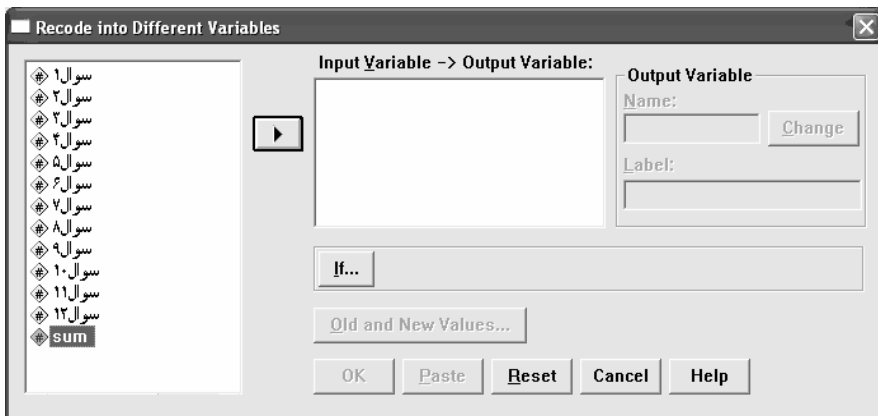 Recode into Different Variables
سوال۱
سوال۲
سوال۳
سوال۴
سوال۵
سوال۶
سوال۷
سوال۸
سوال۹
سوال۱۰
سوال۱۱
سوال۱۲
sum
Input Variable -> Output Variable:
Output Variable
Name:
Change
Label:
If...
Old and New Values...
OK Paste Reset Cancel Help